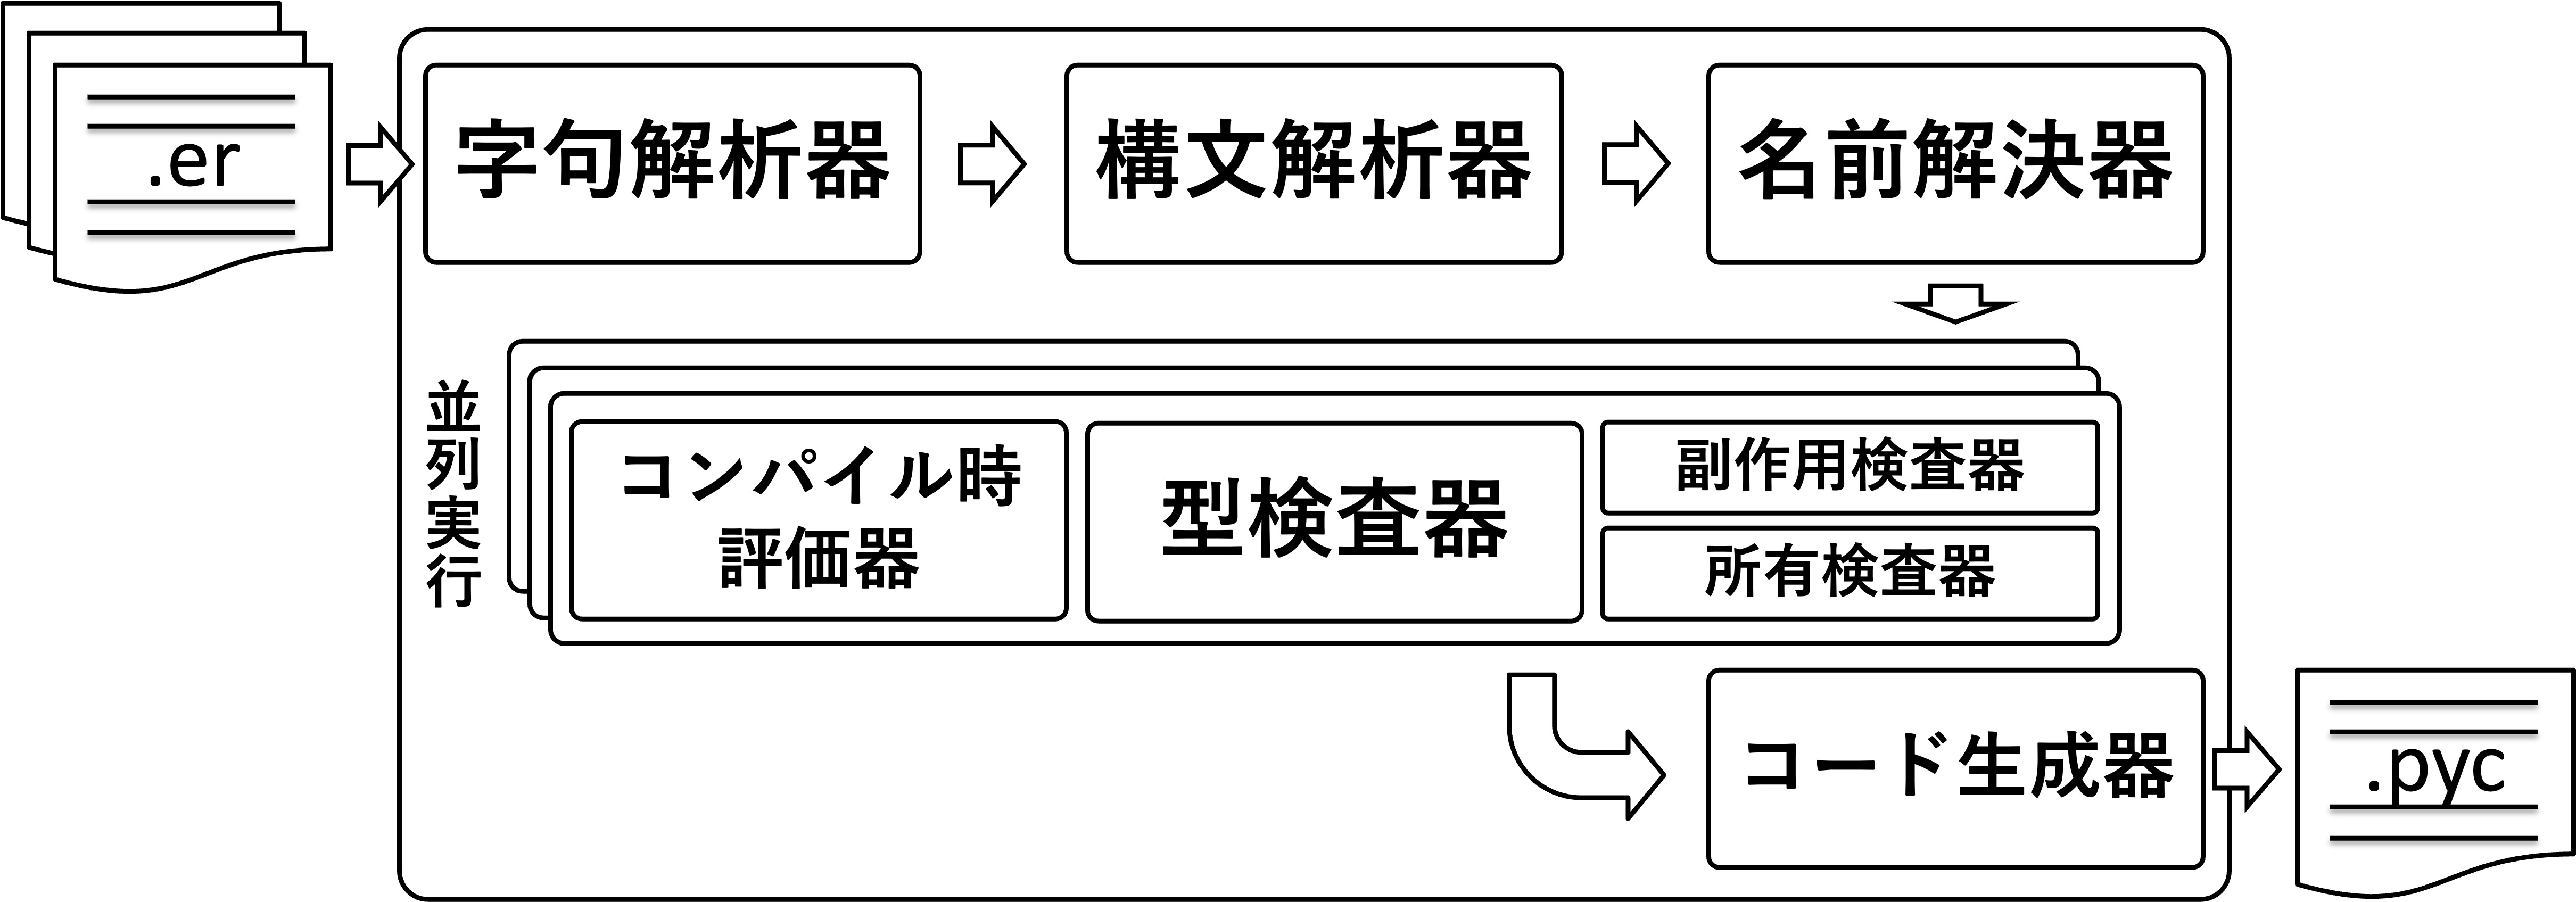 .er
字句解析器
構文解析器
名前解決器
並列実行
コンパイル時
評価器
型検査器
副作用検査器
所有検査器
コード生成器
.pyc